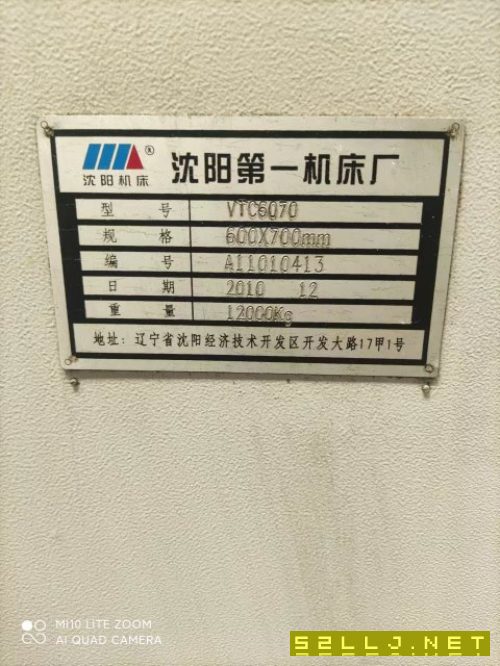 沈阳机床 ® 沈阳第一机床厂
型号 VTC6070
规格 600X700mm
编号 A11010413
日期 2010 12
重量 12000Kg
地址: 辽宁省沈阳经济技术开发区开发大路17甲1号
MI10 LITE ZOOM
AI QUAD CAMERA
52LLJ.NET